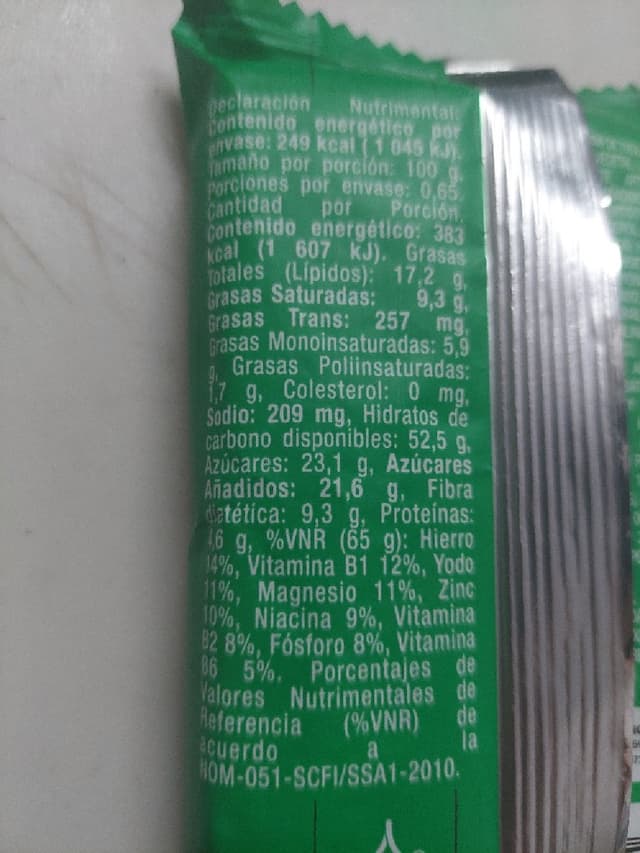 Declaración Nutrimental:
Contenido energético por
envase: 249 kcal (1 045 kJ).
Tamaño por porción: 100 g.
Porciones por envase: 0,65.
Cantidad por Porción.
Contenido energético: 383
kcal (1 607 kJ). Grasas
Totales (Lípidos): 17,2 g,
Grasas Saturadas: 9,3 g,
Grasas Trans: 257 mg,
Grasas Monoinsaturadas: 5,9
g, Grasas Poliinsaturadas:
1,7 g, Colesterol: 0 mg,
Sodio: 209 mg, Hidratos de
carbono disponibles: 52,5 g,
Azúcares: 23,1 g, Azúcares
Añadidos: 21,6 g, Fibra
dietética: 9,3 g, Proteínas:
g, %VNR (65 g): Hierro
14%, Vitamina B1 12%, Yodo
11%, Magnesio 11%, Zinc
10%, Niacina 9%, Vitamina
B2 8%, Fósforo 8%, Vitamina
B6 5%. Porcentajes de
Valores Nutrimentales de
Referencia (%VNR) de
acuerdo a la
NOM-051-SCFI/SSA1-2010.